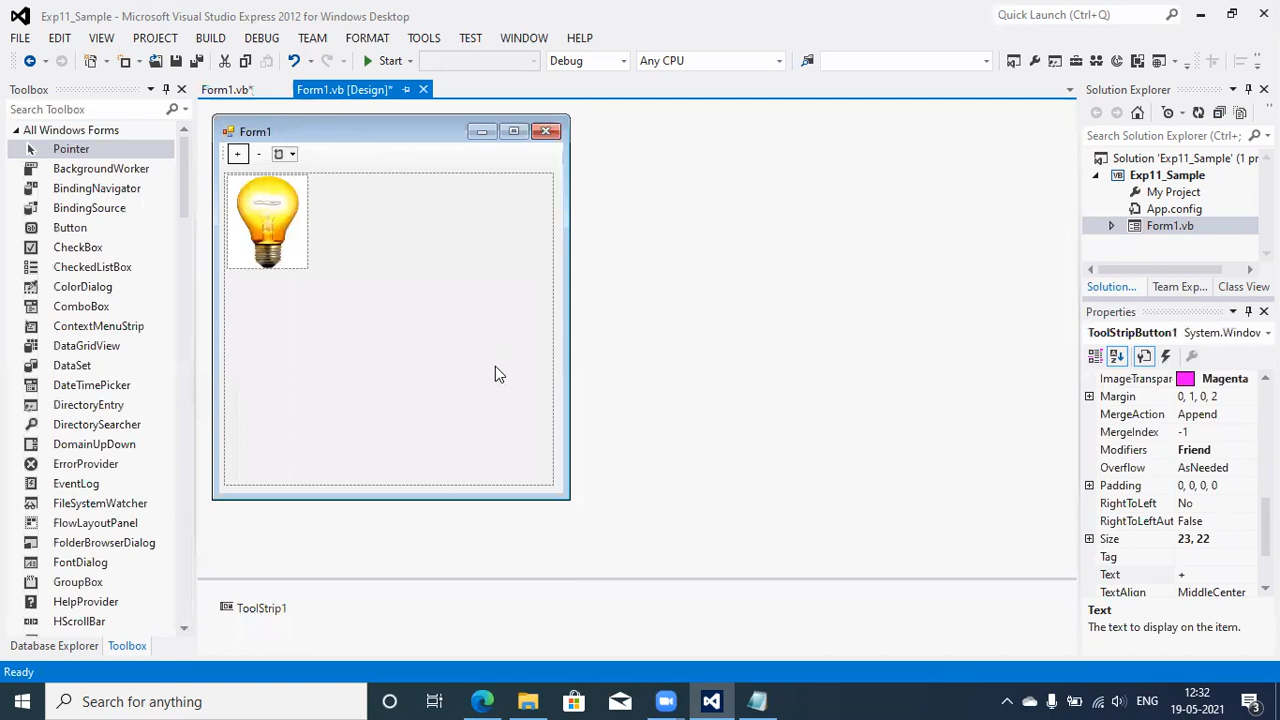 Exp11_Sample - Microsoft Visual Studio Express 2012 for Windows Desktop
Quick Launch (Ctrl+Q)
FILE EDIT VIEW PROJECT BUILD DEBUG TEAM FORMAT TOOLS TEST WINDOW HELP
Start Debug Any CPU
Toolbox
Search Toolbox
All Windows Forms
Pointer
BackgroundWorker
BindingNavigator
BindingSource
Button
CheckBox
CheckedListBox
ColorDialog
ComboBox
ContextMenuStrip
DataGridView
DataSet
DateTimePicker
DirectoryEntry
DirectorySearcher
DomainUpDown
ErrorProvider
EventLog
FileSystemWatcher
FlowLayoutPanel
FolderBrowserDialog
FontDialog
GroupBox
HelpProvider
HScrollBar
Database Explorer Toolbox
Form1.vb* Form1.vb [Design]*
Form1
+ -
ToolStrip1
Solution Explorer
Search Solution Explorer (Ctrl+;
Solution 'Exp11_Sample' (1 pr
Exp11_Sample
My Project
App.config
Form1.vb
Solution... Team Exp... Class View
Properties
ToolStripButton1 System.Window
ImageTranspar Magenta
Margin 0, 1, 0, 2
MergeAction Append
MergeIndex -1
Modifiers Friend
Overflow AsNeeded
Padding 0, 0, 0, 0
RightToLeft No
RightToLeftAut False
Size 23, 22
Tag
Text +
TextAlign MiddleCenter
Text
The text to display on the item.
Ready
Search for anything
ENG
12:32
19-05-2021
3